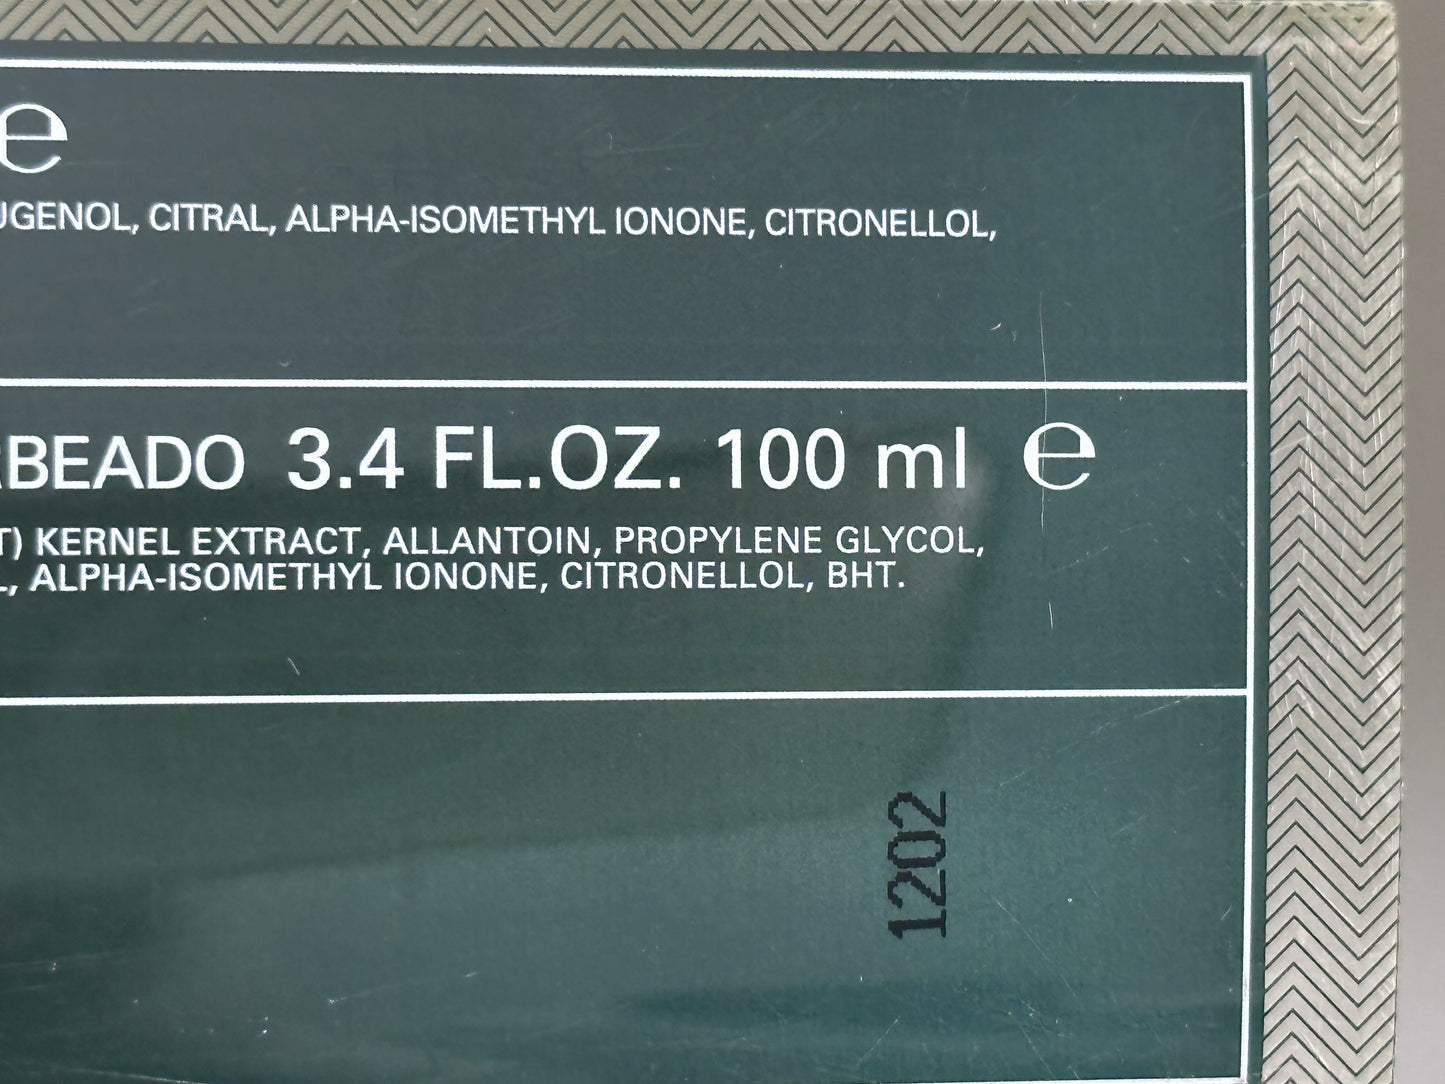 e
UGENOL, CITRAL, ALPHA-ISOMETHYL IONONE, CITRONELLOL,
RBEADO 3.4 FL.OZ. 100 ml e
T) KERNEL EXTRACT, ALLANTOIN, PROPYLENE GLYCOL,
L, ALPHA-ISOMETHYL IONONE, CITRONELLOL, BHT.
1202